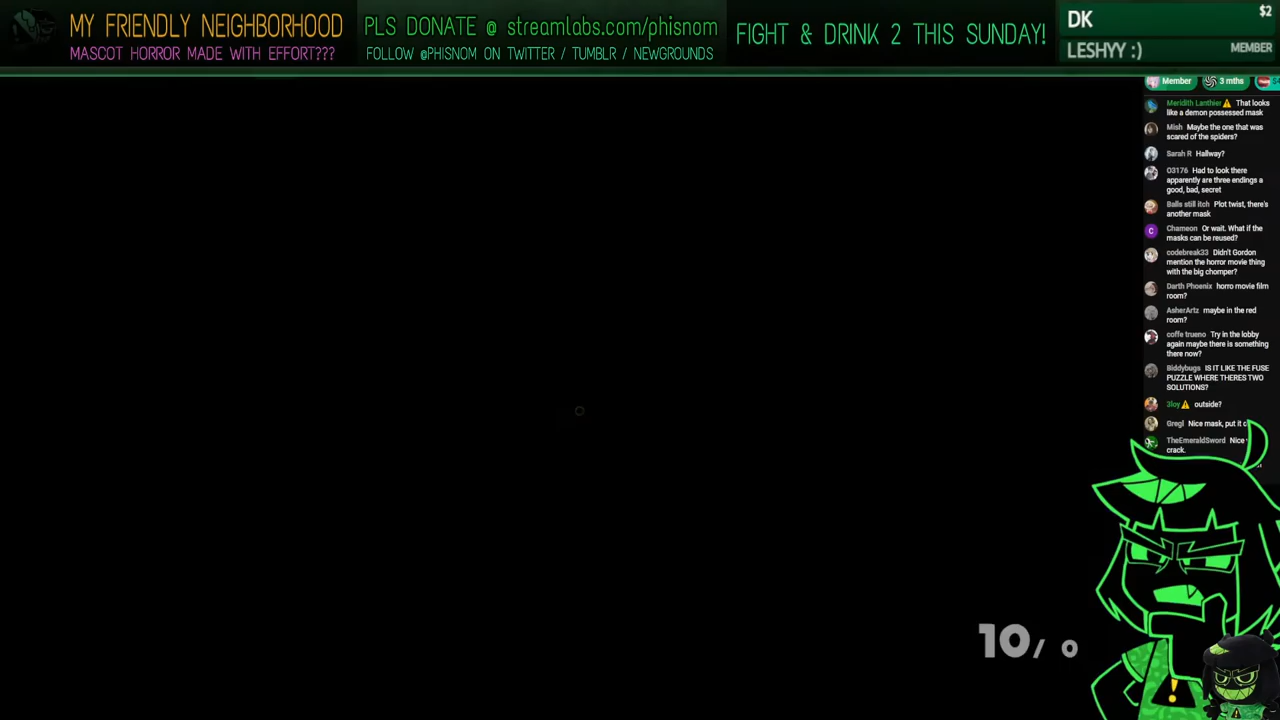 MY FRIENDLY NEIGHBORHOOD
MASCOT HORROR MADE WITH EFFORT???
PLS DONATE @ streamlabs.com/phisnom
FOLLOW @PHISNOM ON TWITTER / TUMBLR / NEWGROUNDS
FIGHT & DRINK 2 THIS SUNDAY!
DK $2
LESHYY :) MEMBER
Member 3 mths
Meridith Lanthier That looks
like a demon possessed mask
Mish Maybe the one that was
scared of the spiders?
Sarah R Hallway?
O3176 Had to look there
apparently are three endings a
good, bad, secret
Balls still itch Plot twist, there's
another mask
C Chameon Or wait. What if the
masks can be reused?
codebreak33 Didn't Gordon
mention the horror movie thing
with the big chomper?
Darth Phoenix horro movie film
room?
AsherArtz maybe in the red
room?
coffe trueno Try in the lobby
again maybe there is something
there now?
Biddybugs IS IT LIKE THE FUSE
PUZZLE WHERE THERES TWO
SOLUTIONS?
3loy outside?
Gregl Nice mask, put it
TheEmeraldSword Nice
crack.
10/ 0